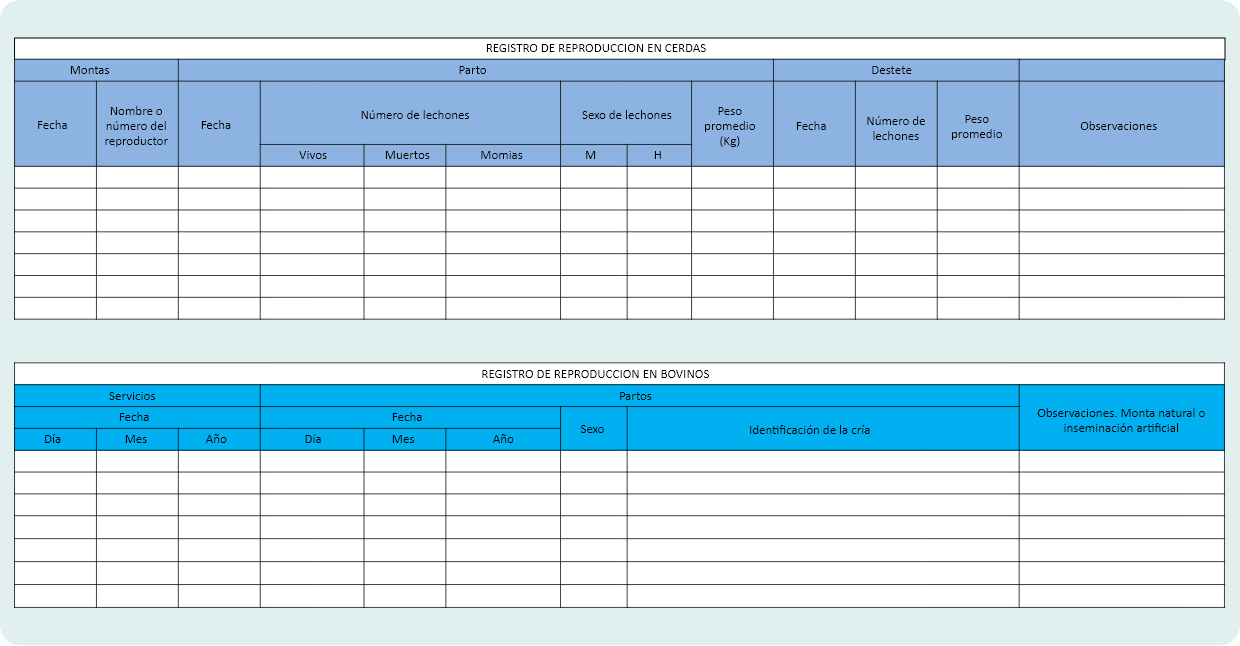 REGISTRO DE REPRODUCCION EN CERDAS
Montas Parto Destete
Fecha
Nombre o
número del
reproductor
Fecha
Número de lechones
Sexo de lechones
Peso
promedio
(Kg)
Fecha
Número de
lechones
Peso
promedio
Observaciones
Vivos Muertos Momias M H
REGISTRO DE REPRODUCCION EN BOVINOS
Servicios Partos
Observaciones. Monta natural o
inseminación artificial
Fecha Fecha
Sexo
Identificación de la cría
Día Mes Año Día Mes Año